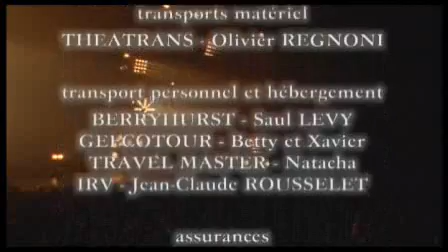 transports matériel
THEATRANS - Olivier REGNONI
transport personnel et hébergement
BERRYHURST - Saul LEVY
GELCOTOUR - Betty et Xavier
TRAVEL MASTER - Natacha
IRV - Jean-Claude ROUSSELET
assurances